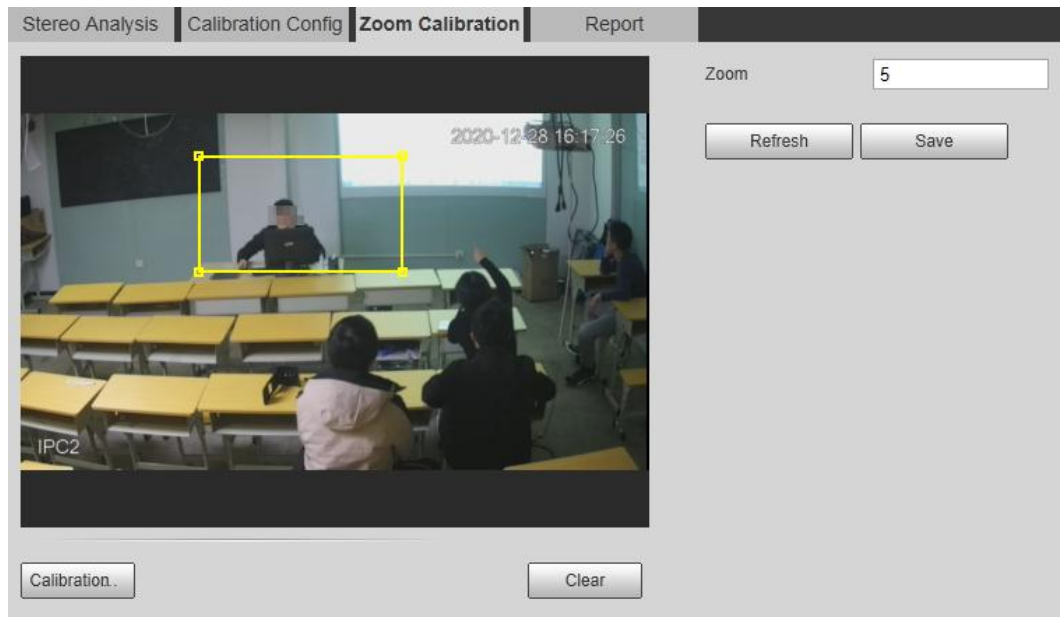 Stereo Analysis Calibration Config Zoom Calibration Report
Zoom 5
2020-12-28 16:17:26
Refresh Save
IPC2
Calibration.. Clear